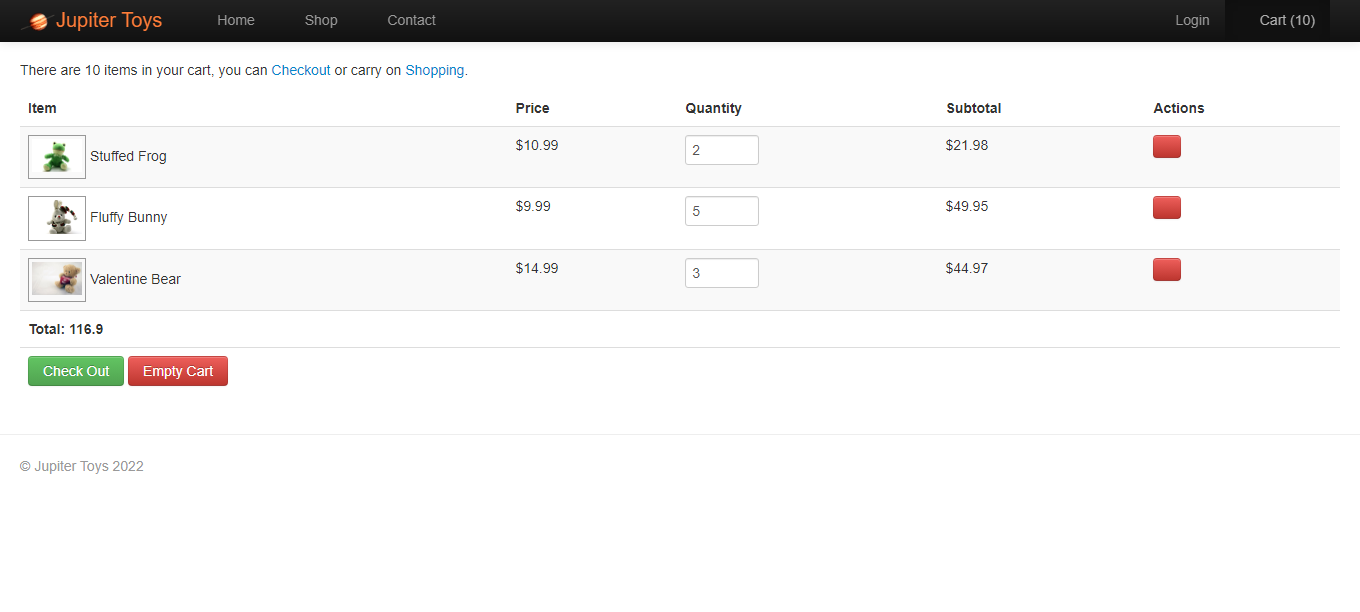 Jupiter Toys Home Shop Contact Login Cart (10)
There are 10 items in your cart, you can Checkout or carry on Shopping.
Item Price Quantity Subtotal Actions
Stuffed Frog $10.99 2 $21.98
Fluffy Bunny $9.99 5 $49.95
Valentine Bear $14.99 3 $44.97
Total: 116.9
Check Out Empty Cart
© Jupiter Toys 2022